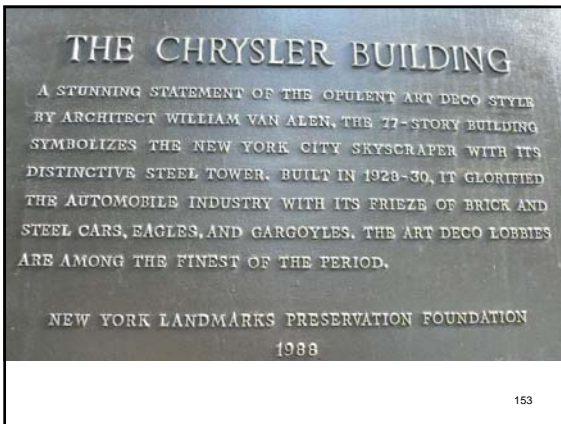 THE CHRYSLER BUILDING
A STUNNING STATEMENT OF THE OPULENT ART DECO STYLE
BY ARCHITECT WILLIAM VAN ALEN, THE 77-STORY BUILDING
SYMBOLIZES THE NEW YORK CITY SKYSCRAPER WITH ITS
DISTINCTIVE STEEL TOWER. BUILT IN 1928-30, IT GLORIFIED
THE AUTOMOBILE INDUSTRY WITH ITS FRIEZE OF BRICK AND
STEEL CARS, EAGLES, AND GARGOYLES. THE ART DECO LOBBIES
ARE AMONG THE FINEST OF THE PERIOD.
NEW YORK LANDMARKS PRESERVATION FOUNDATION
1988
153